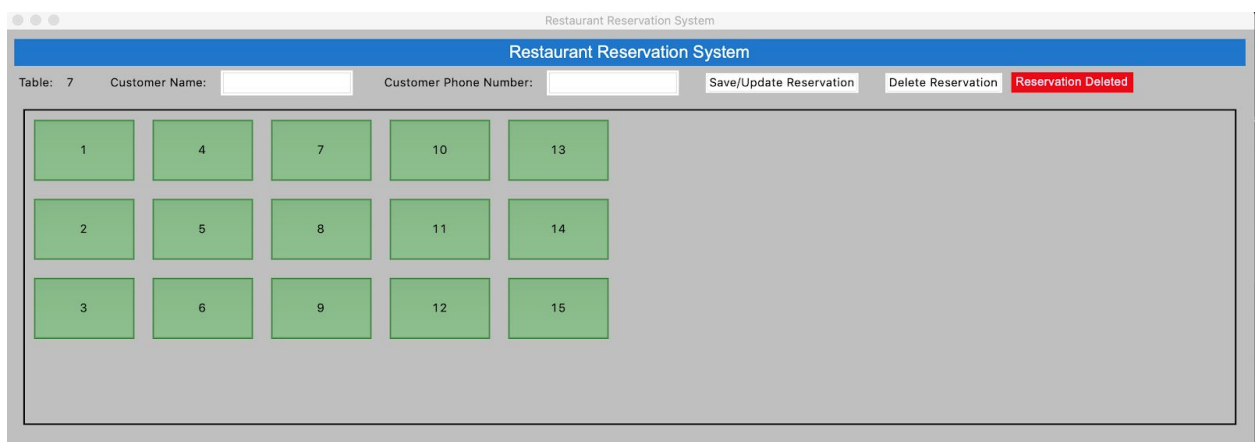 Restaurant Reservation System
Restaurant Reservation System
Table: 7 Customer Name: Customer Phone Number: Save/Update Reservation Delete Reservation Reservation Deleted
1 4 7 10 13
2 5 8 11 14
3 6 9 12 15